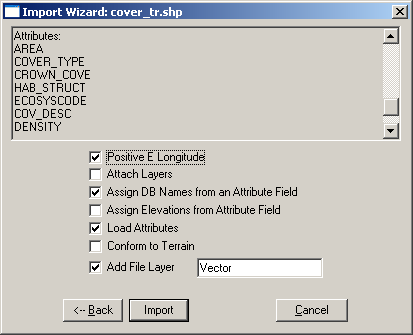 Import Wizard: cover_tr.shp
Attributes:
AREA
COVER_TYPE
CROWN_COVE
HAB_STRUCT
ECOSYSCODE
COV_DESC
DENSITY
Positive E Longitude
Attach Layers
Assign DB Names from an Attribute Field
Assign Elevations from Attribute Field
Load Attributes
Conform to Terrain
Add File Layer Vector
<-- Back Import Cancel